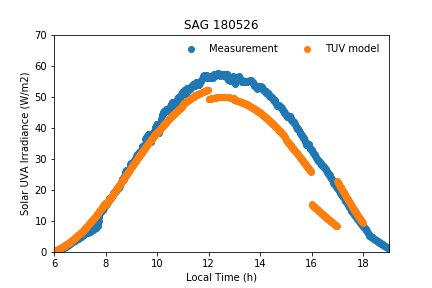 SAG 180526
Measurement TUV model
Solar UVA Irradiance (W/m2)
70
60
50
40
30
20
10
0
6 8 10 12 14 16 18
Local Time (h)